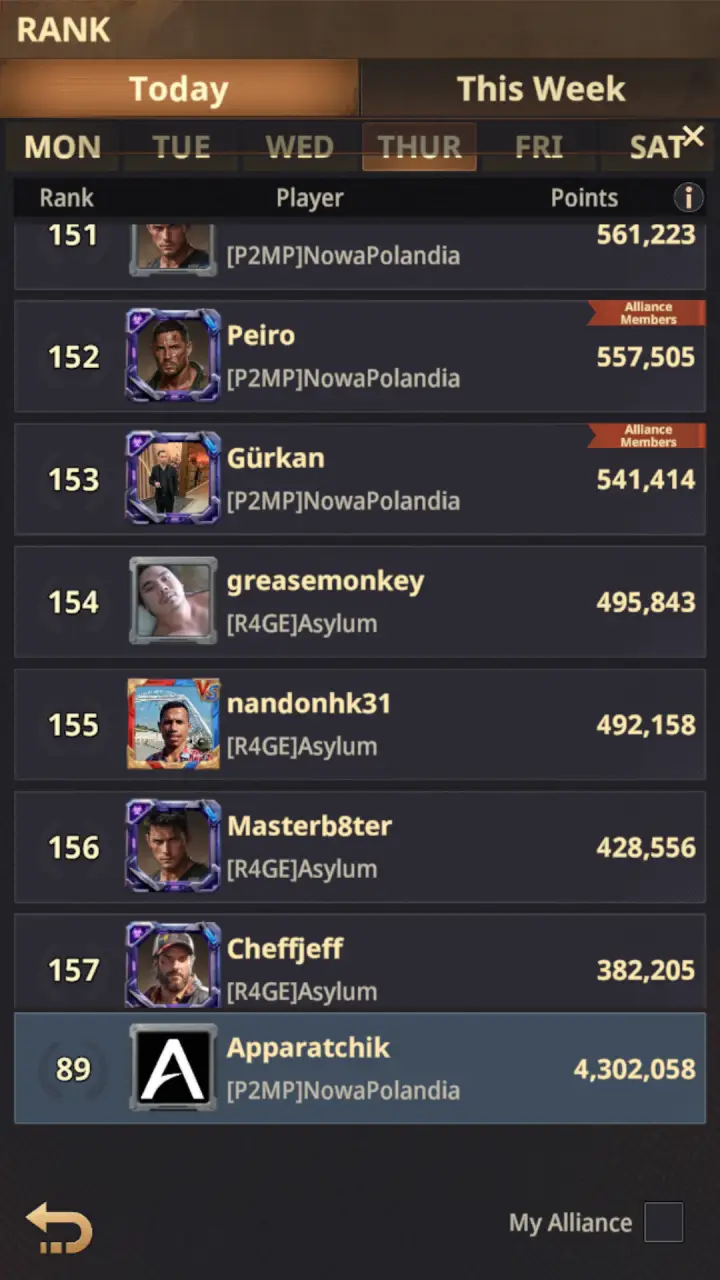 RANK
Today
This Week
MON
TUE
WED
THUR
FRI
SAT
Rank
Player
Points
151
[P2MP]NowaPolandia
561,223
Alliance
Members
152
Peiro
[P2MP]NowaPolandia
557,505
Alliance
Members
153
Gürkan
[P2MP]NowaPolandia
541,414
154
greasemonkey
[R4GE]Asylum
495,843
155
VS
nandonhk31
[R4GE]Asylum
492,158
156
Masterb8ter
[R4GE]Asylum
428,556
157
Cheffjeff
[R4GE]Asylum
382,205
89
A
Apparatchik
[P2MP]NowaPolandia
4,302,058
My Alliance